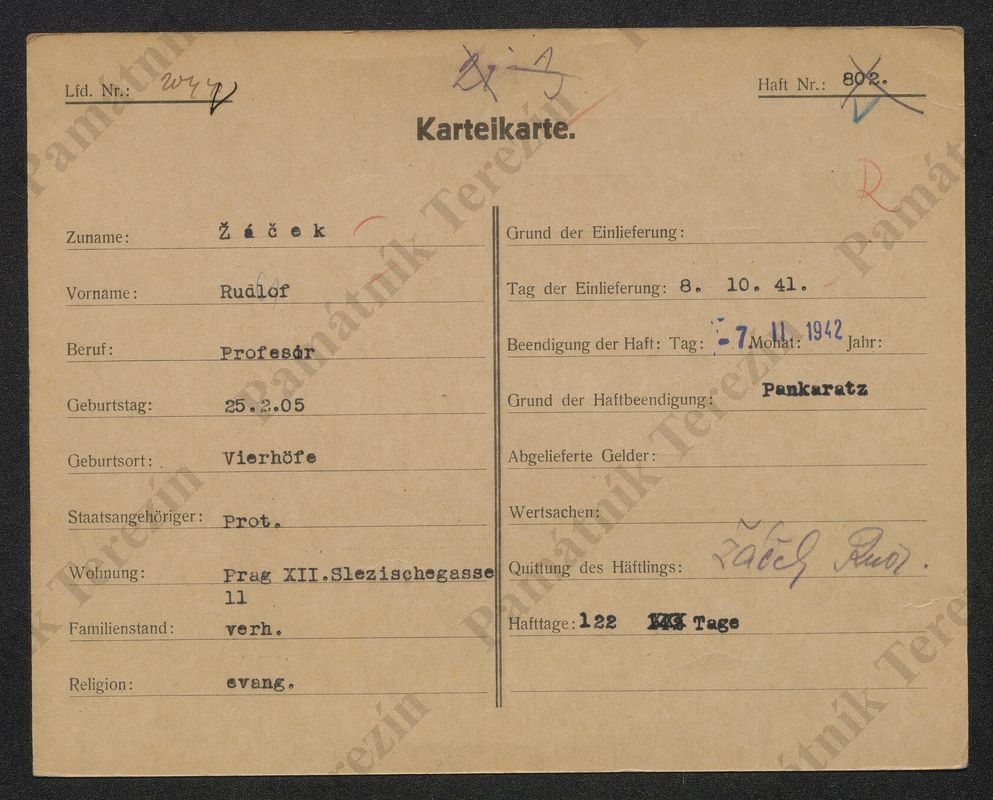 Lfd. Nr.:
Haft Nr.: 802.
Karteikarte.
R
Zuname: Žáček
Vorname: Rudlof
Beruf: Profesór
Geburtstag: 25.2.05
Geburtsort: Vierhöfe
Staatsangehöriger: Prot.
Wohnung: Prag XII.Slezischegasse
11
Familienstand: verh.
Religion: evang.
Grund der Einlieferung:
Tag der Einlieferung: 8. 10. 41.
Beendigung der Haft: Tag: - 7. Monat: II 1942 Jahr:
Grund der Haftbeendigung: Pankaratz
Abgelieferte Gelder:
Wertsachen:
Quittung des Häftlings: Žáček
Hafttage: 122 Tage
Památník Terezín